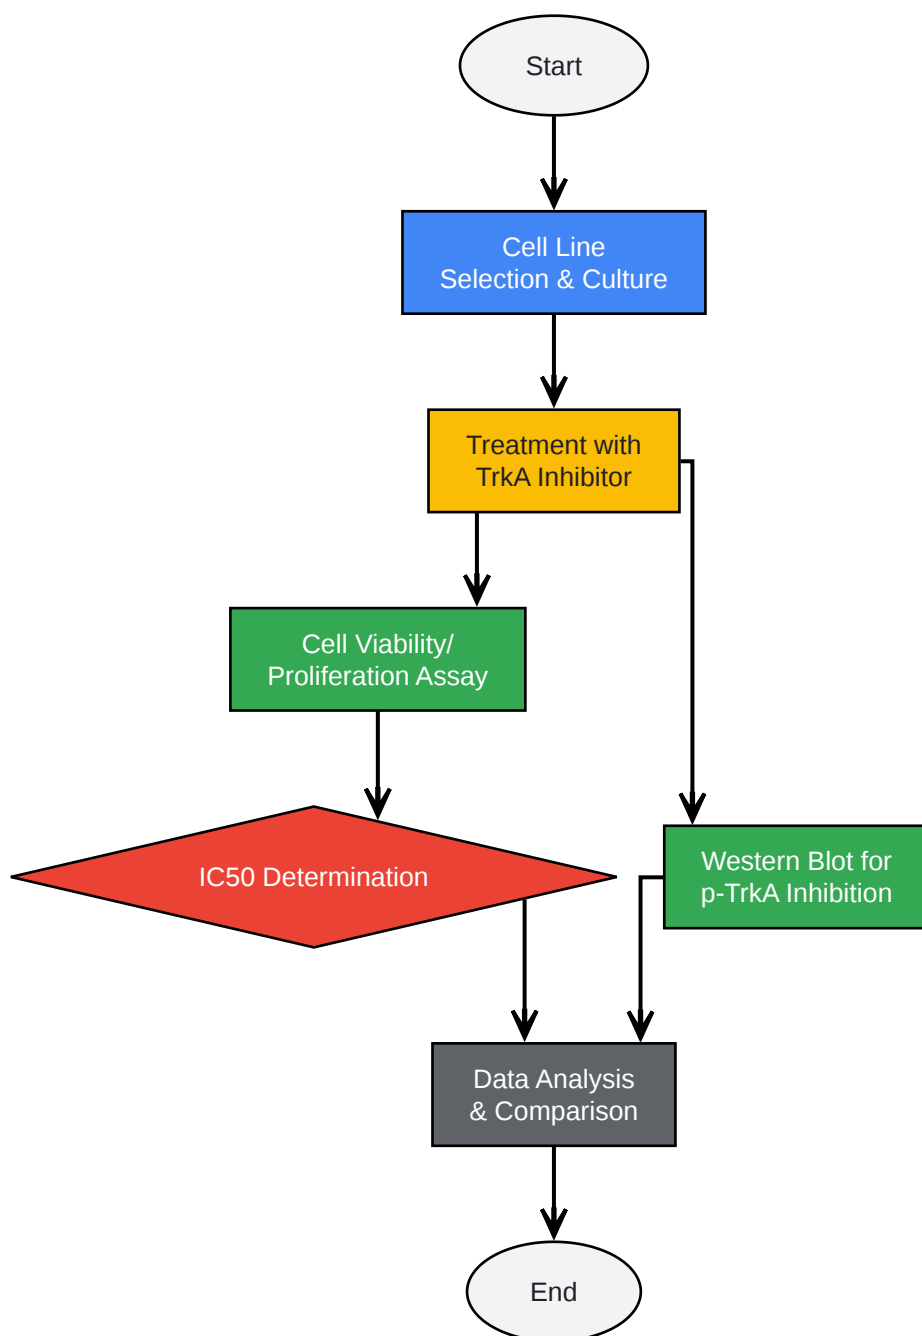 Start
Cell Line
Selection & Culture
Treatment with
TrkA Inhibitor
Cell Viability/
Proliferation Assay
IC50 Determination
Western Blot for
p-TrkA Inhibition
Data Analysis
& Comparison
End